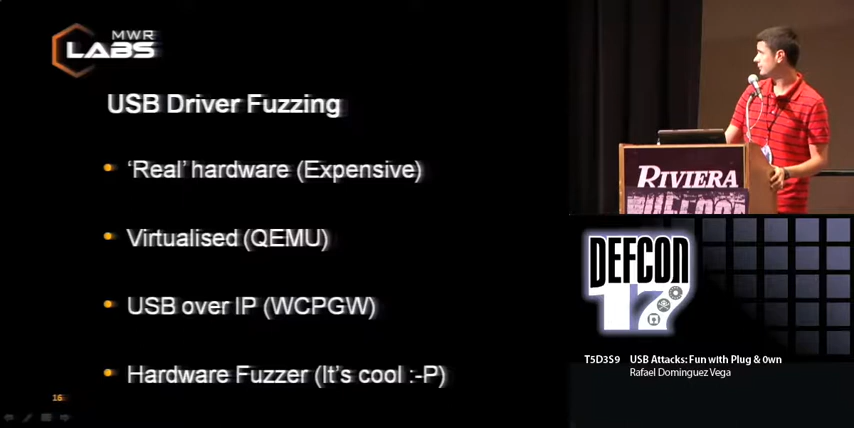 MWR
LABS
USB Driver Fuzzing
‘Real’ hardware (Expensive)
Virtualised (QEMU)
USB over IP (WCPGW)
Hardware Fuzzer (It’s cool :-P)
16
RIVIERA
DEFCON
17
T5D3S9 USB Attacks: Fun with Plug & 0wn
Rafael Dominguez Vega